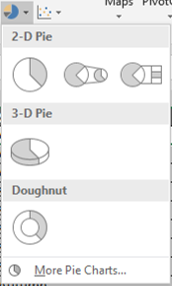 Maps
Pivot
2-D Pie
3-D Pie
Doughnut
More Pie Charts...